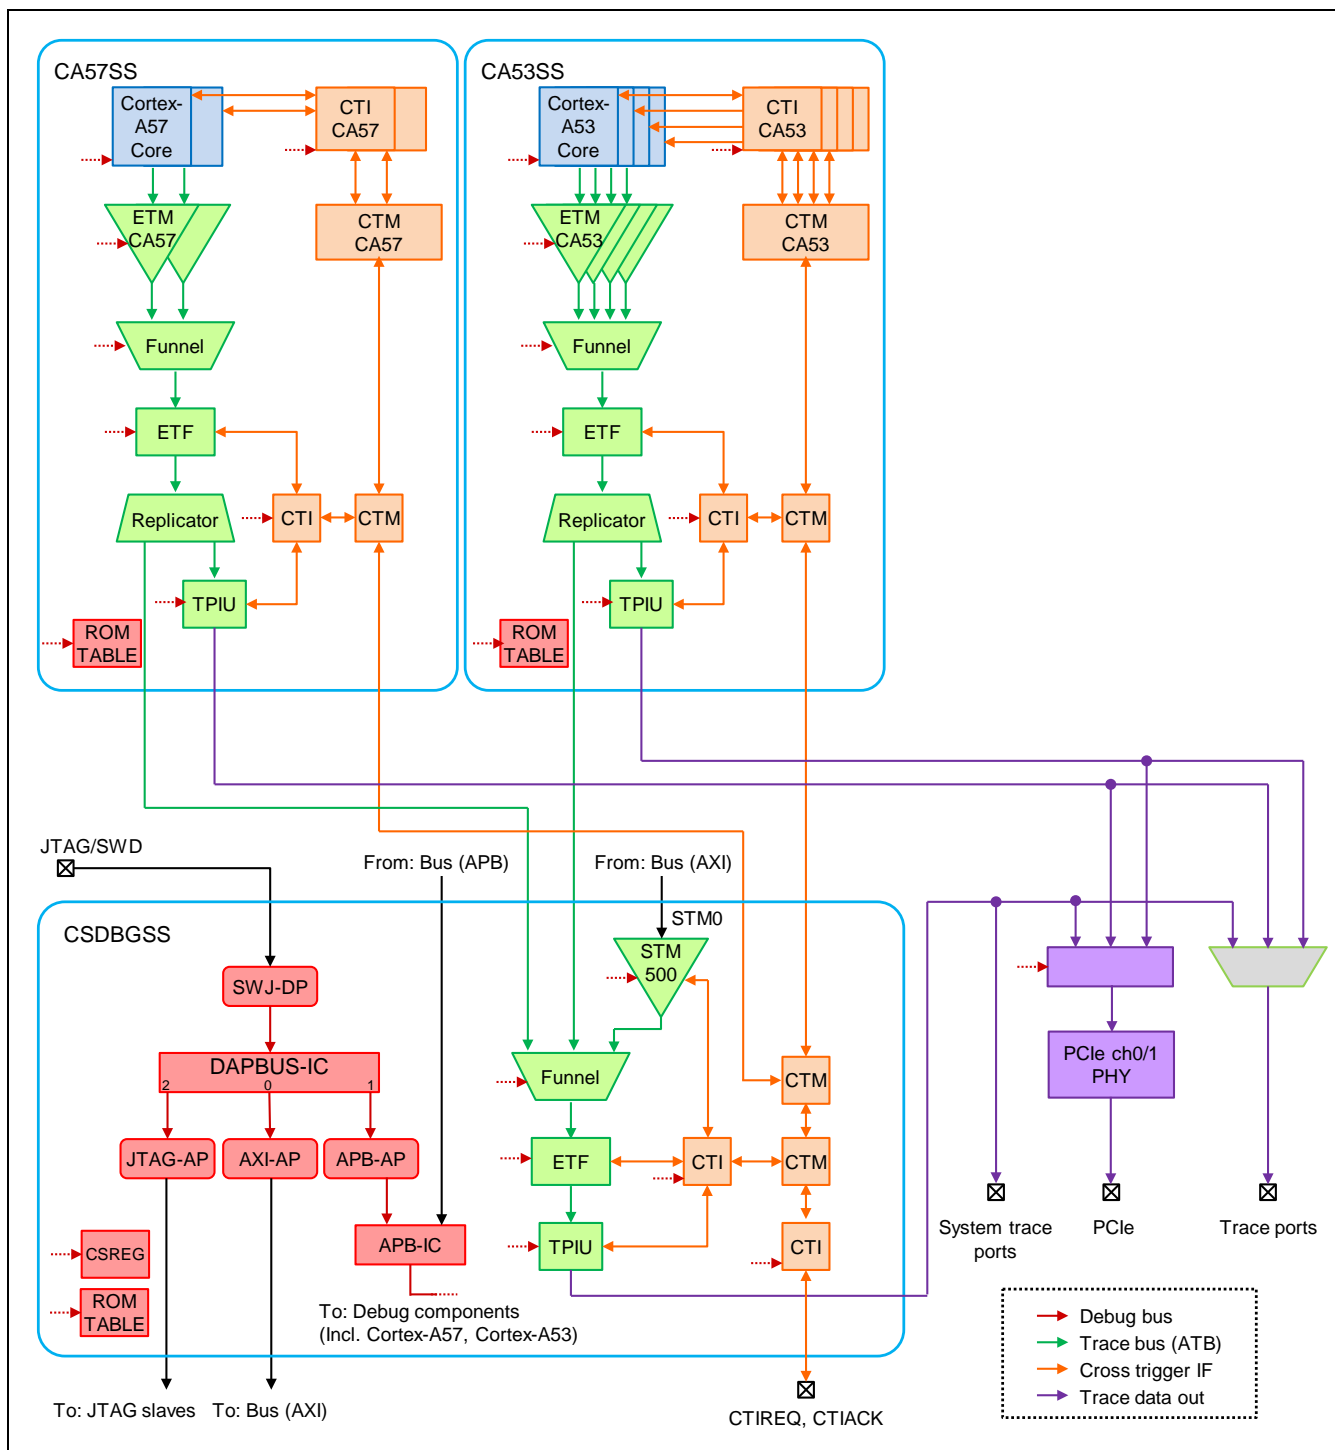 CA57SS
Cortex-
A57
Core
CTI
CA57
ETM
CA57
CTM
CA57
Funnel
ETF
Replicator
CTI
CTM
TPIU
ROM
TABLE
CA53SS
Cortex-
A53
Core
CTI
CA53
ETM
CA53
CTM
CA53
Funnel
ETF
Replicator
CTI
CTM
TPIU
ROM
TABLE
JTAG/SWD
From: Bus (APB)
From: Bus (AXI)
STM0
CSDBGSS
STM
500
SWJ-DP
DAPBUS-IC
2
0
1
JTAG-AP
AXI-AP
APB-AP
APB-IC
CSREG
ROM
TABLE
Funnel
ETF
TPIU
CTI
CTM
CTM
CTI
To: Debug components
(Incl. Cortex-A57, Cortex-A53)
To: JTAG slaves
To: Bus (AXI)
CTIREQ, CTIACK
PCIe ch0/1
PHY
System trace
ports
PCIe
Trace ports
Debug bus
Trace bus (ATB)
Cross trigger IF
Trace data out